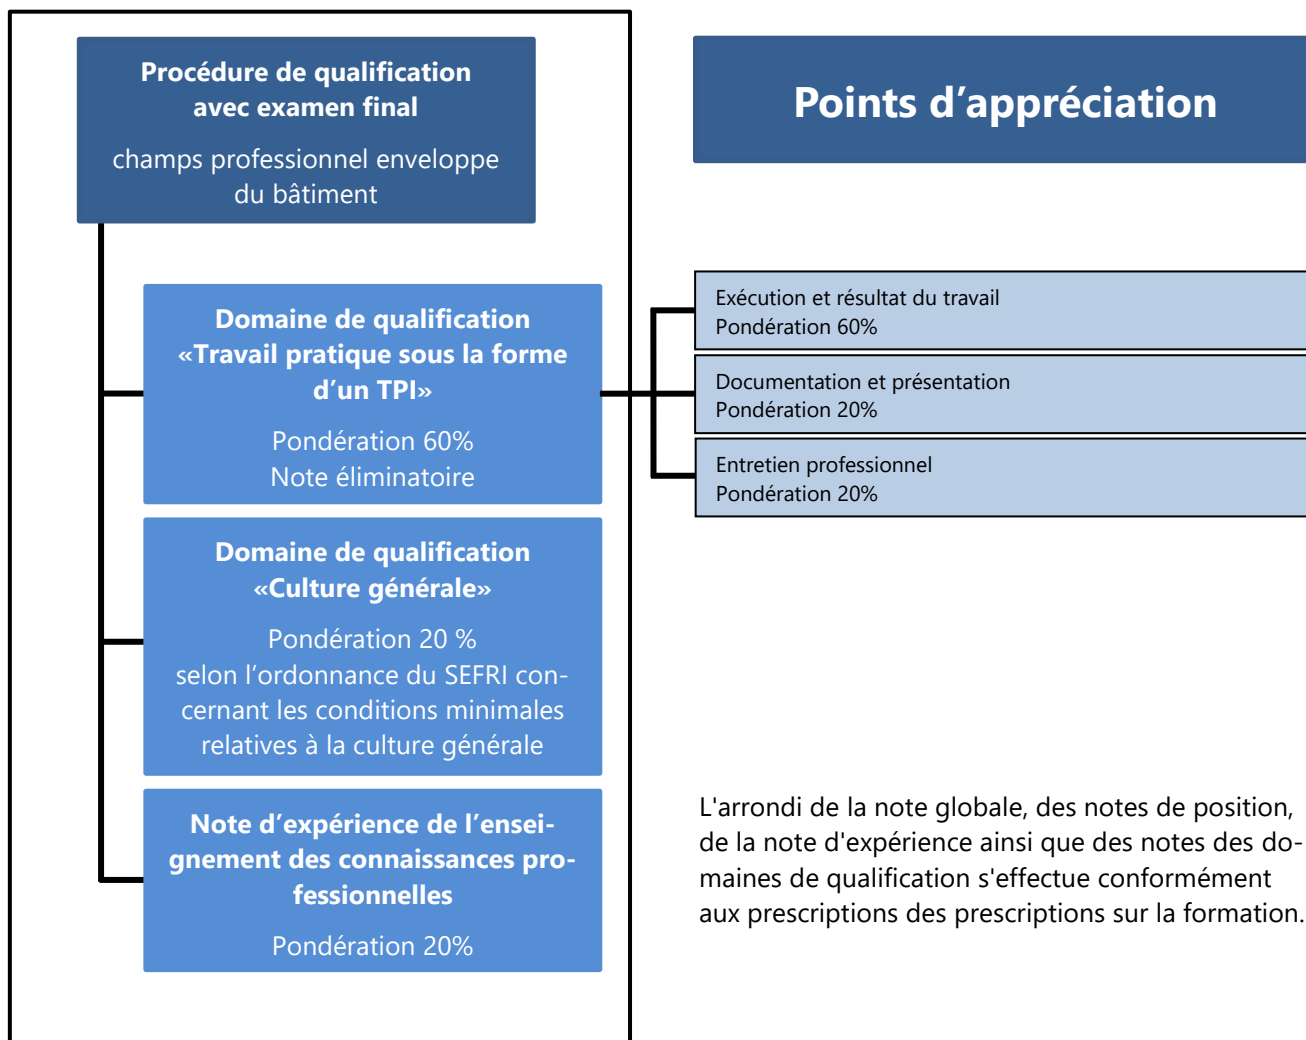 Procédure de qualification
avec examen final
champs professionnel enveloppe
du bâtiment
Points d’appréciation
Domaine de qualification
«Travail pratique sous la forme
d’un TPI»
Pondération 60%
Note éliminatoire
Exécution et résultat du travail
Pondération 60%
Documentation et présentation
Pondération 20%
Entretien professionnel
Pondération 20%
Domaine de qualification
«Culture générale»
Pondération 20 %
selon l’ordonnance du SEFRI con-
cernant les conditions minimales
relatives à la culture générale
Note d’expérience de l’ensei-
gnement des connaissances pro-
fessionnelles
Pondération 20%
L'arrondi de la note globale, des notes de position,
de la note d'expérience ainsi que des notes des do-
maines de qualification s'effectue conformément
aux prescriptions des prescriptions sur la formation.